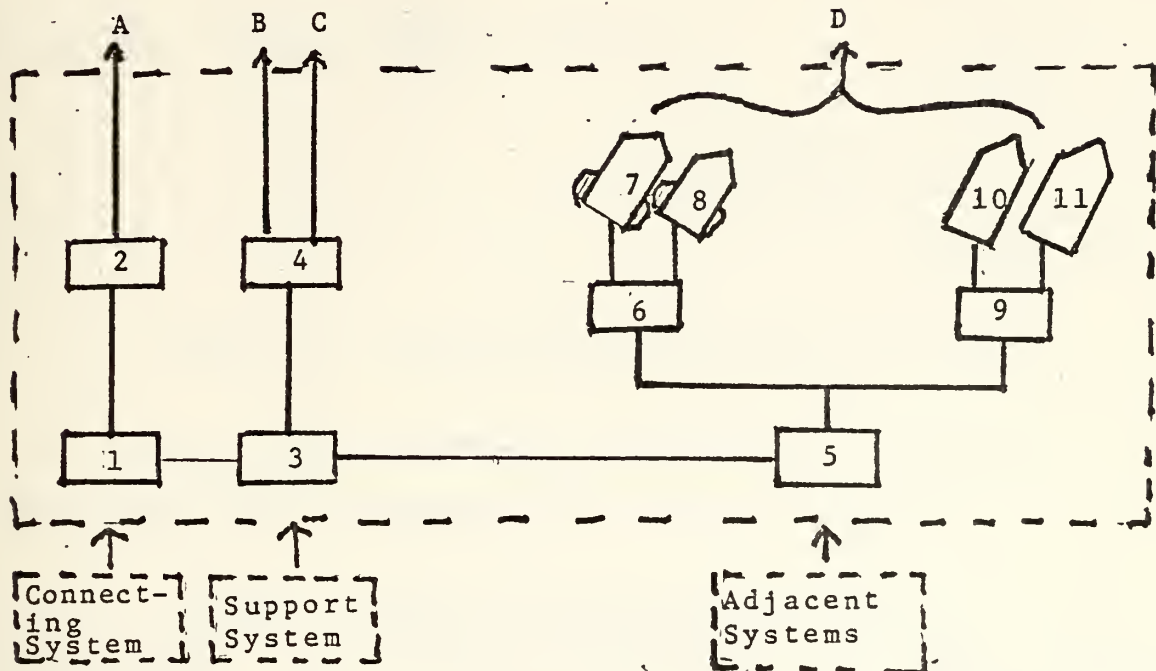 A B C D
7 8 10 11
2 4 6 9
1 3 5
Connect-
ing
System
Support
System
Adjacent
Systems